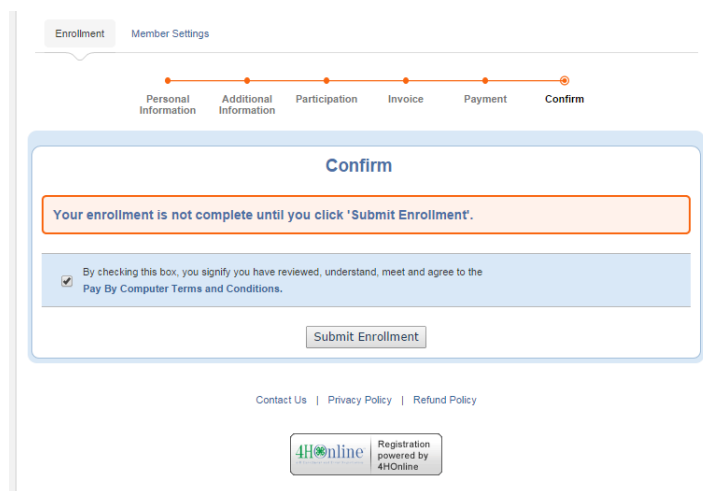 Enrollment Member Settings
Personal Information Additional Information Participation Invoice Payment Confirm
Confirm
Your enrollment is not complete until you click 'Submit Enrollment'.
By checking this box, you signify you have reviewed, understand, meet and agree to the
Pay By Computer Terms and Conditions.
Submit Enrollment
Contact Us | Privacy Policy | Refund Policy
4HOnline
Registration
powered by
4HOnline